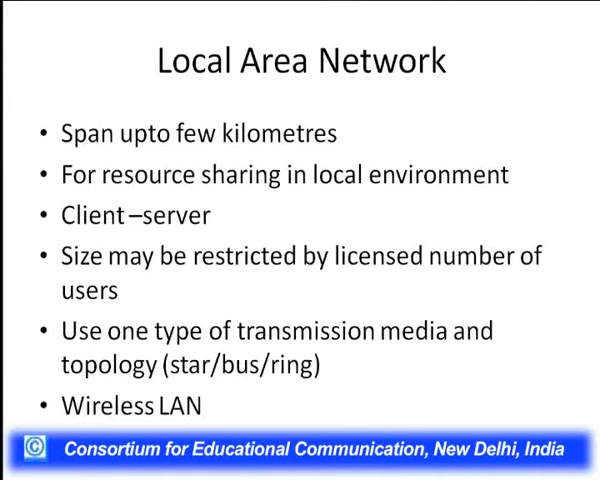 Local Area Network
• Span upto few kilometres
• For resource sharing in local environment
• Client –server
• Size may be restricted by licensed number of
users
• Use one type of transmission media and
topology (star/bus/ring)
• Wireless LAN
© Consortium for Educational Communication, New Delhi, India